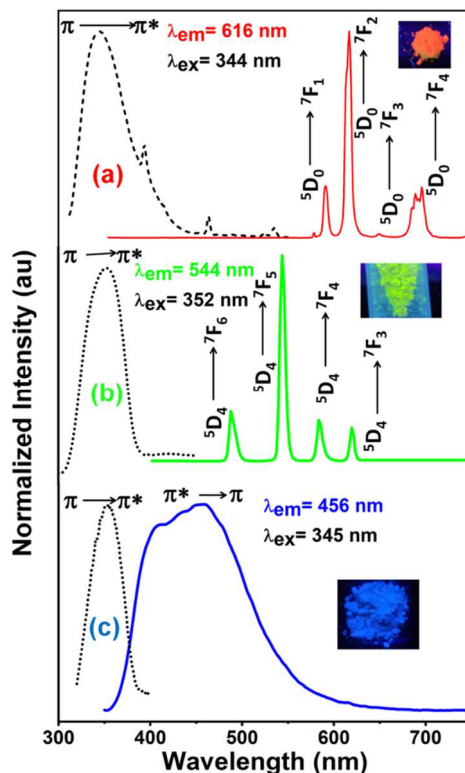 π ⟶ π*
λem = 616 nm
λex = 344 nm
⁵D₀ ⟶ ⁷F₁
⁵D₀ ⟶ ⁷F₂
⁵D₀ ⟶ ⁷F₃
⁵D₀ ⟶ ⁷F₄
(a)
π ⟶ π*
λem = 544 nm
λex = 352 nm
⁵D₄ ⟶ ⁷F₆
⁵D₄ ⟶ ⁷F₅
⁵D₄ ⟶ ⁷F₄
⁵D₄ ⟶ ⁷F₃
(b)
π ⟶ π*
π* ⟶ π
λem = 456 nm
λex = 345 nm
(c)
Normalized Intensity (au)
300 400 500 600 700
Wavelength (nm)